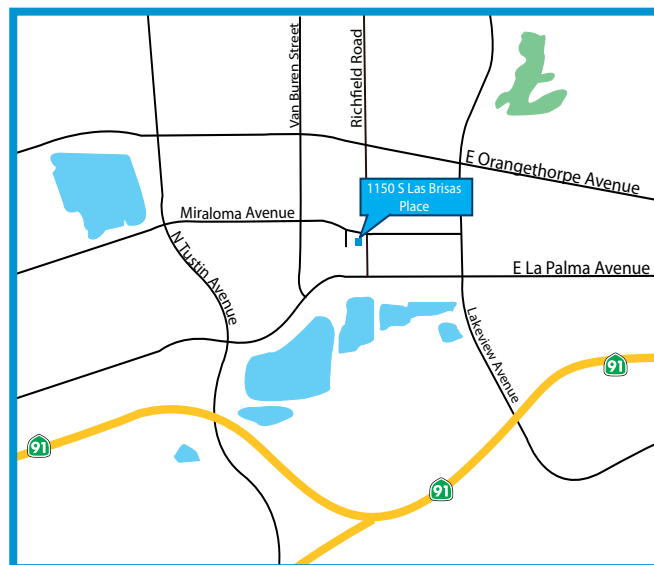 Van Buren Street
Richfield Road
E Orangethorpe Avenue
1150 S Las Brisas
Place
Miraloma Avenue
N Tustin Avenue
E La Palma Avenue
Lakeview Avenue
91
91
91